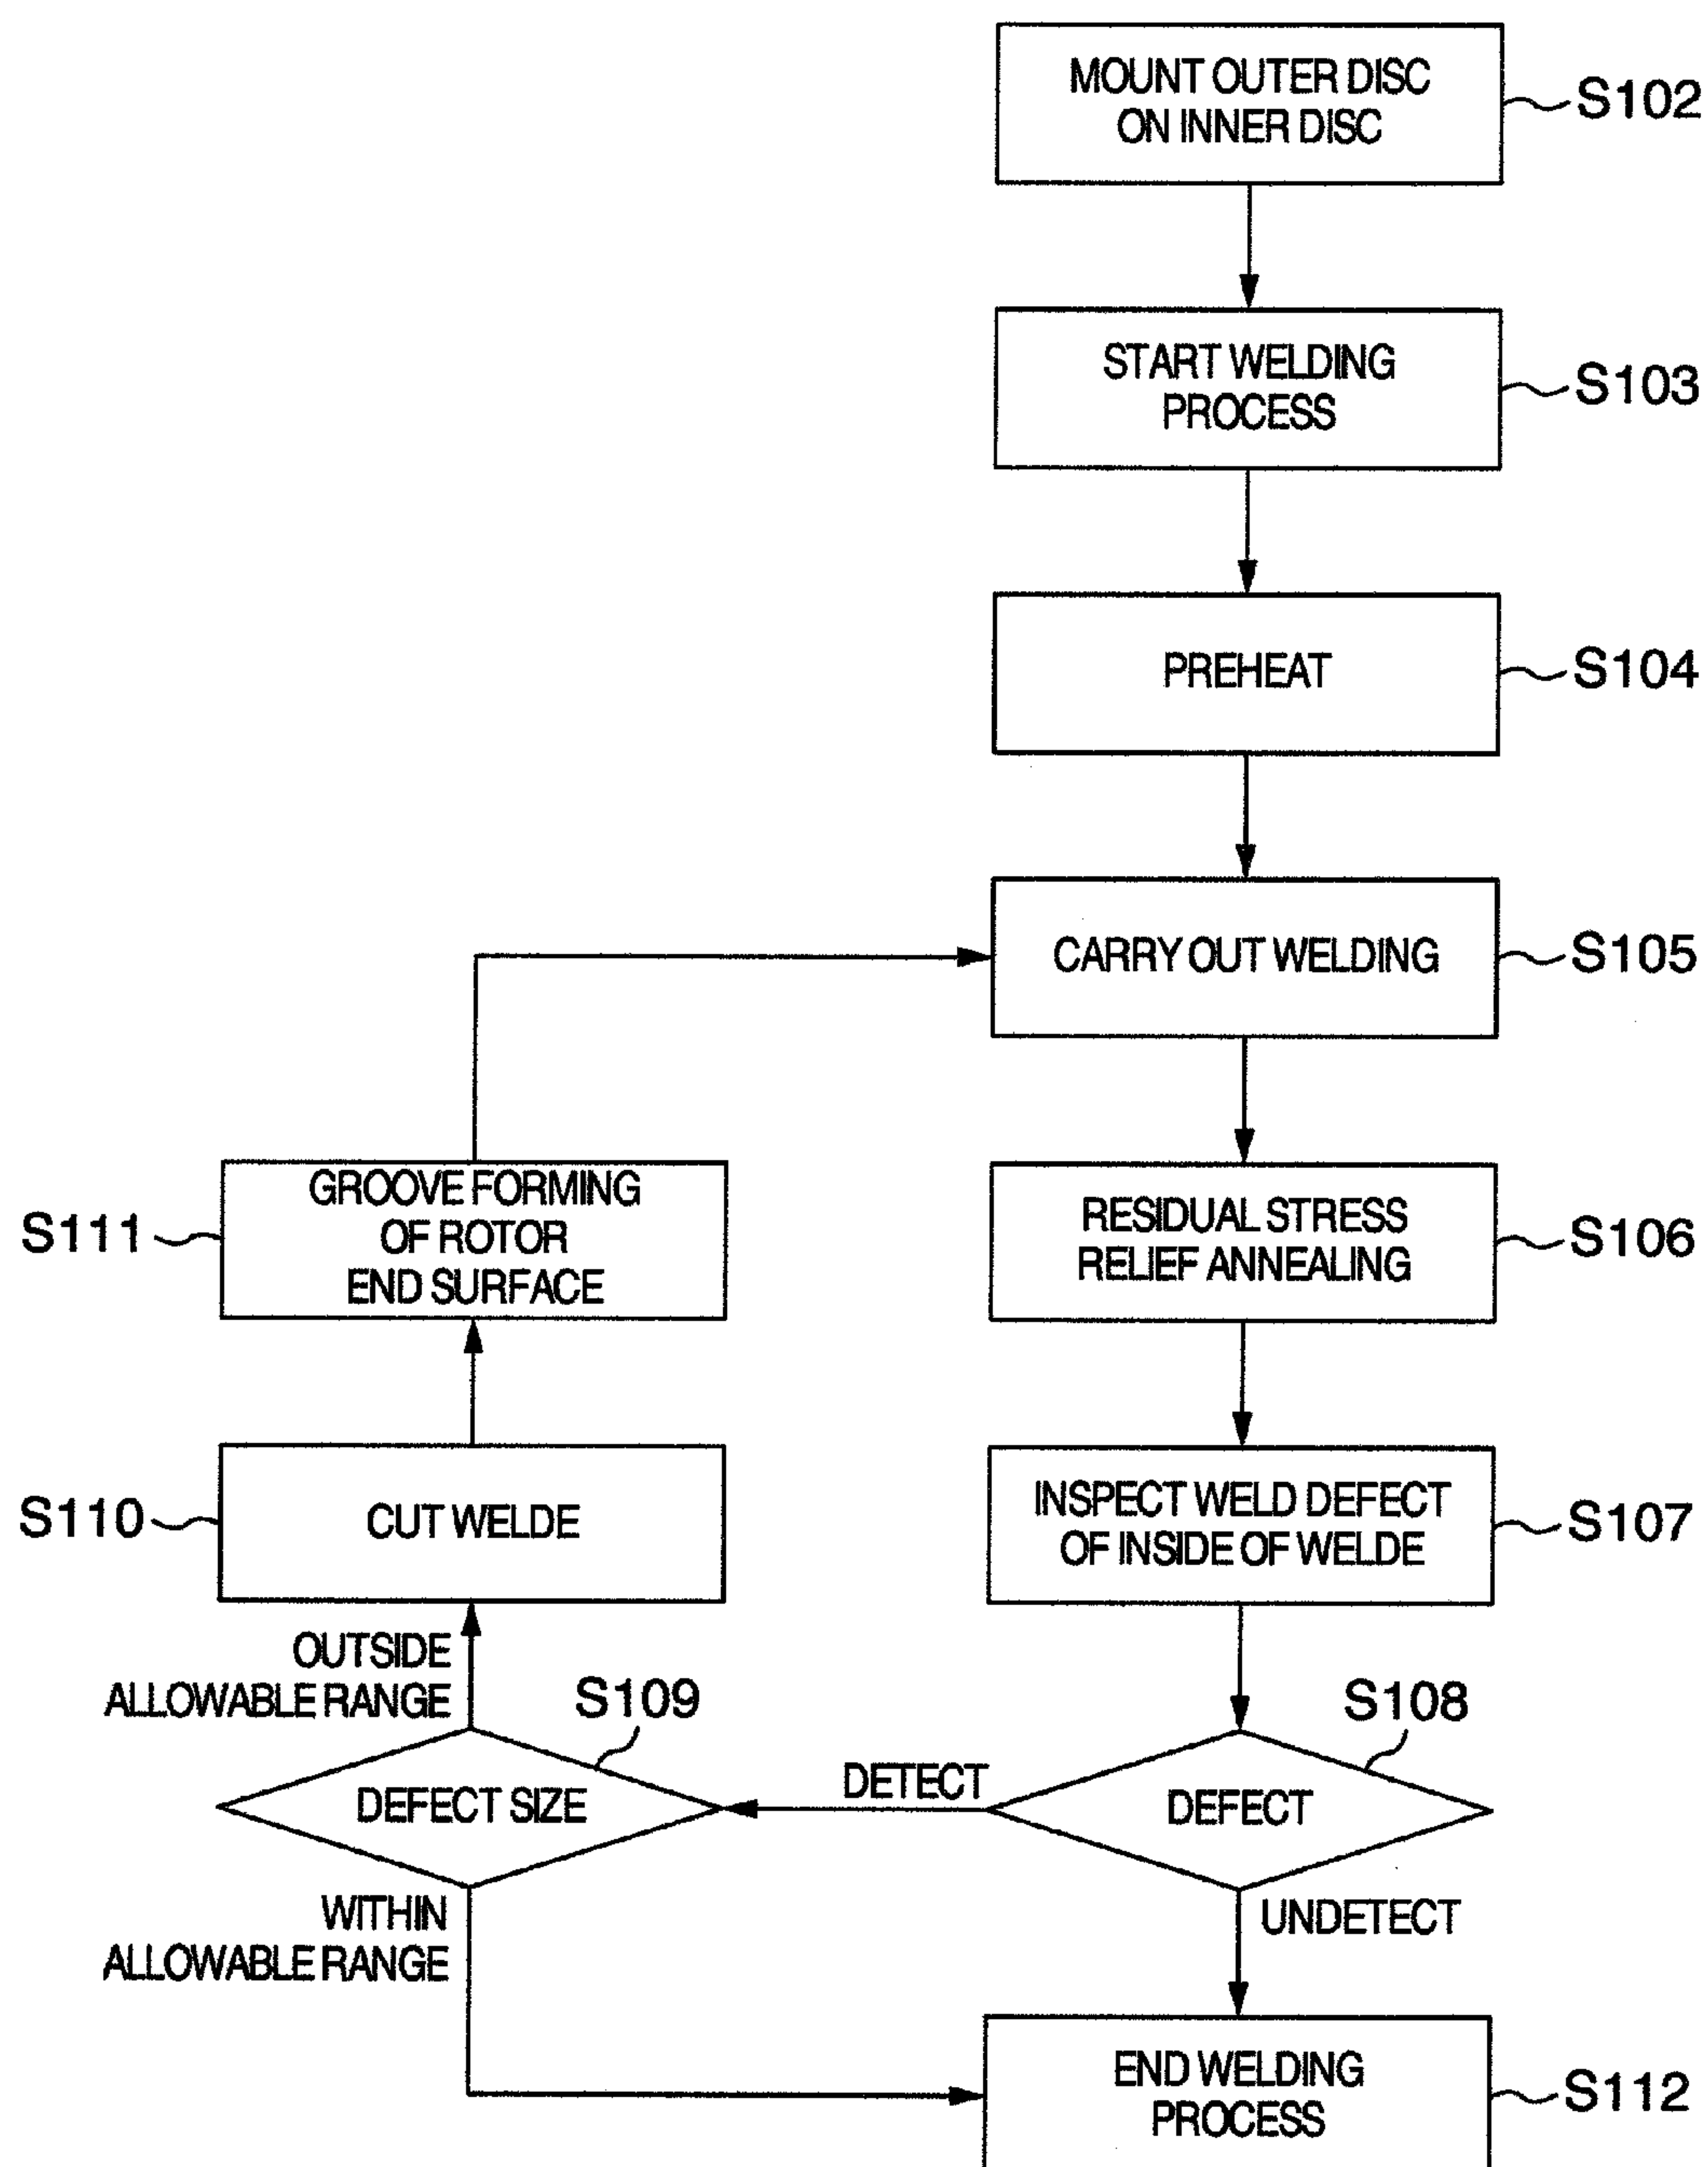 MOUNT OUTER DISC
ON INNER DISC
S102
START WELDING
PROCESS
S103
PREHEAT
S104
CARRY OUT WELDING
S105
GROOVE FORMING
OF ROTOR
END SURFACE
S111
RESIDUAL STRESS
RELIEF ANNEALING
S106
S110
CUT WELDE
INSPECT WELD DEFECT
OF INSIDE OF WELDE
S107
OUTSIDE
ALLOWABLE RANGE
S109
S108
DEFECT SIZE
DETECT
DEFECT
WITHIN
ALLOWABLE RANGE
UNDETECT
END WELDING
PROCESS
S112